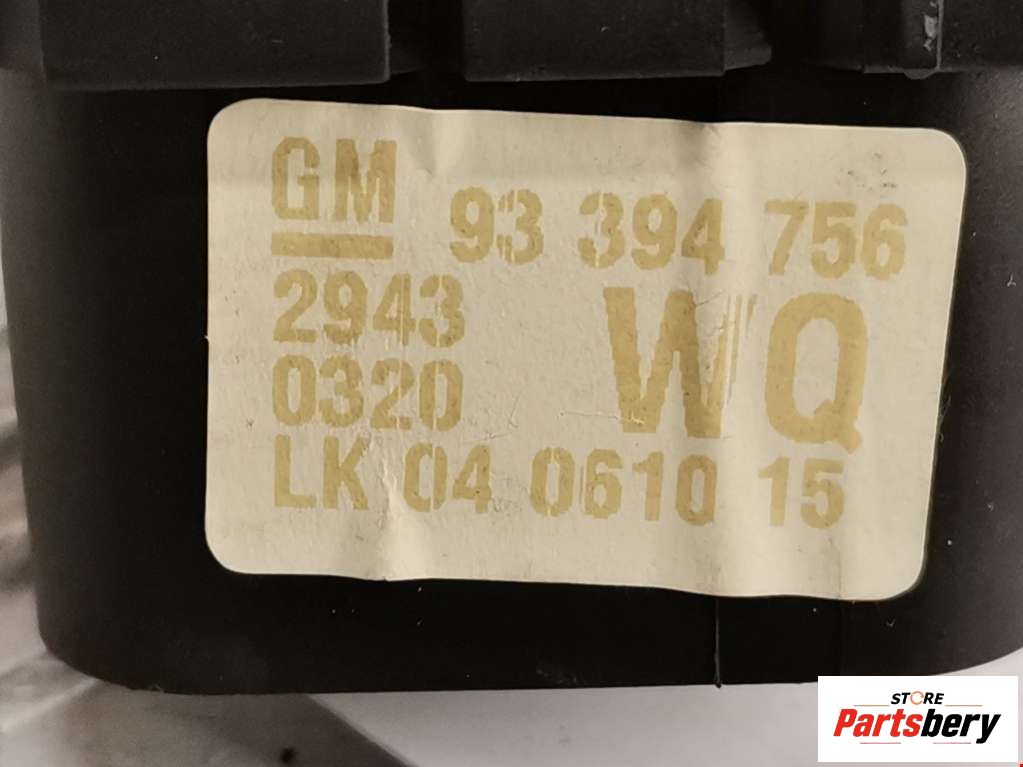 GM 93 394 756
2943
0320 WQ
LK 04 0610 15
STORE
Partsbery